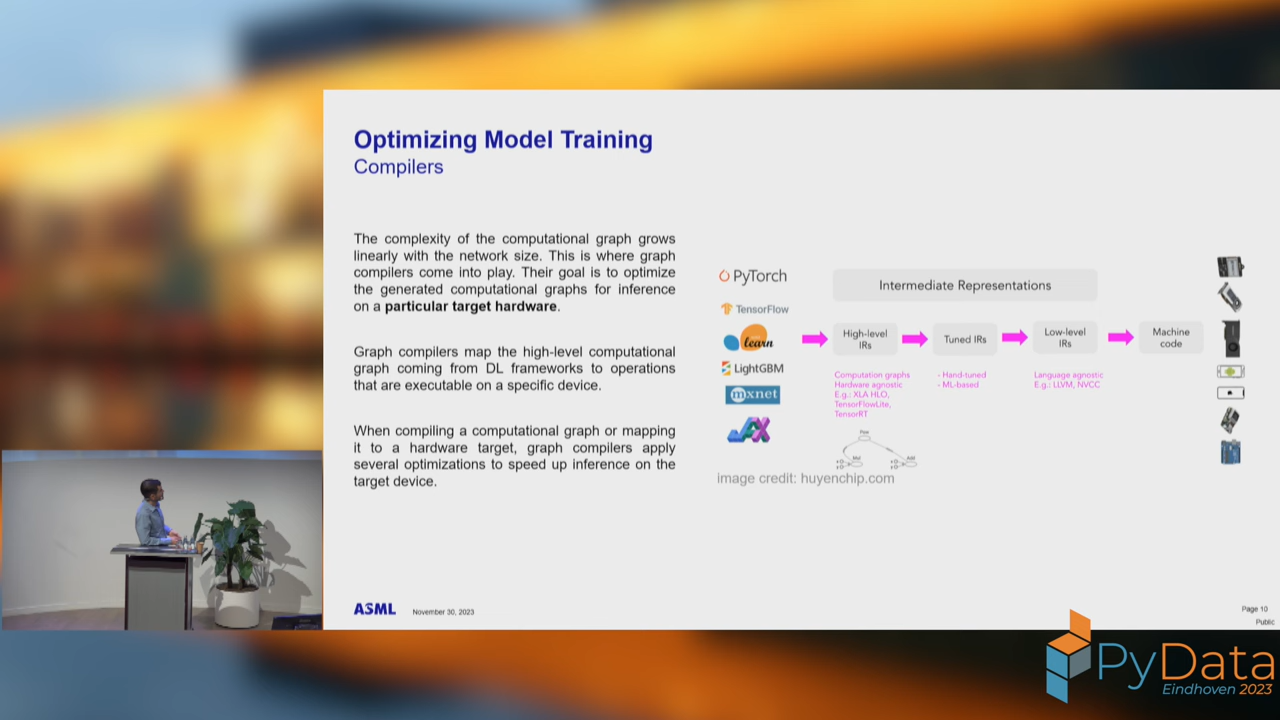 Optimizing Model Training
Compilers
The complexity of the computational graph grows
linearly with the network size. This is where graph
compilers come into play. Their goal is to optimize
the generated computational graphs for inference
on a particular target hardware.
Graph compilers map the high-level computational
graph coming from DL frameworks to operations
that are executable on a specific device.
When compiling a computational graph or mapping
it to a hardware target, graph compilers apply
several optimizations to speed up inference on the
target device.
PyTorch
TensorFlow
learn
LightGBM
mxnet
JAX
Intermediate Representations
High-level
IRs
Tuned IRs
Low-level
IRs
Machine
code
Computation graphs
Hardware agnostic
E.g.: XLA HLO,
TensorFlowLite,
TensorRT
- Hand-tuned
- ML-based
Language agnostic
E.g.: LLVM, NVCC
Mul
Add
image credit: huyenchip.com
ASML
November 30, 2023
Page 10
Public
PyData
Eindhoven 2023